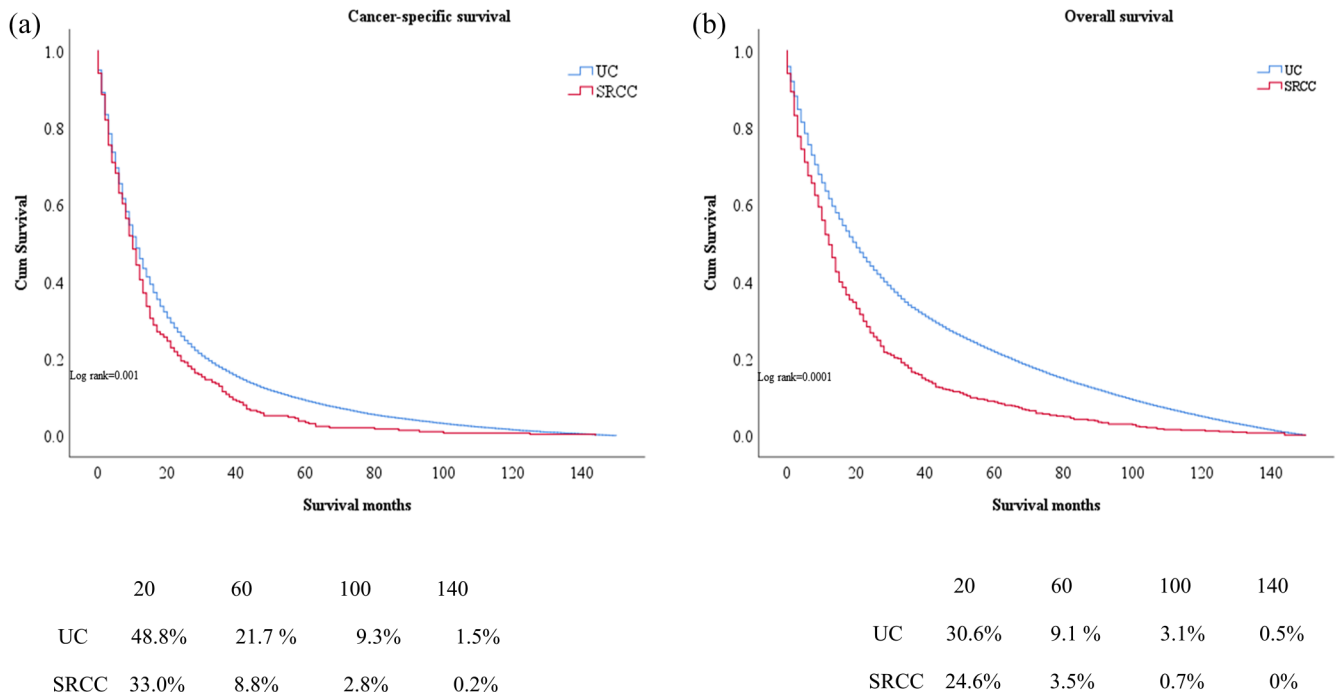 (a)
Cancer-specific survival
UC
SRCC
1.0
0.8
0.6
0.4
0.2
0.0
Cum Survival
Log rank=0.001
0 20 40 60 80 100 120 140
Survival months
20 60 100 140
UC 48.8% 21.7 % 9.3% 1.5%
SRCC 33.0% 8.8% 2.8% 0.2%
(b)
Overall survival
UC
SRCC
1.0
0.8
0.6
0.4
0.2
0.0
Cum Survival
Log rank=0.0001
0 20 40 60 80 100 120 140
Survival months
20 60 100 140
UC 30.6% 9.1 % 3.1% 0.5%
SRCC 24.6% 3.5% 0.7% 0%